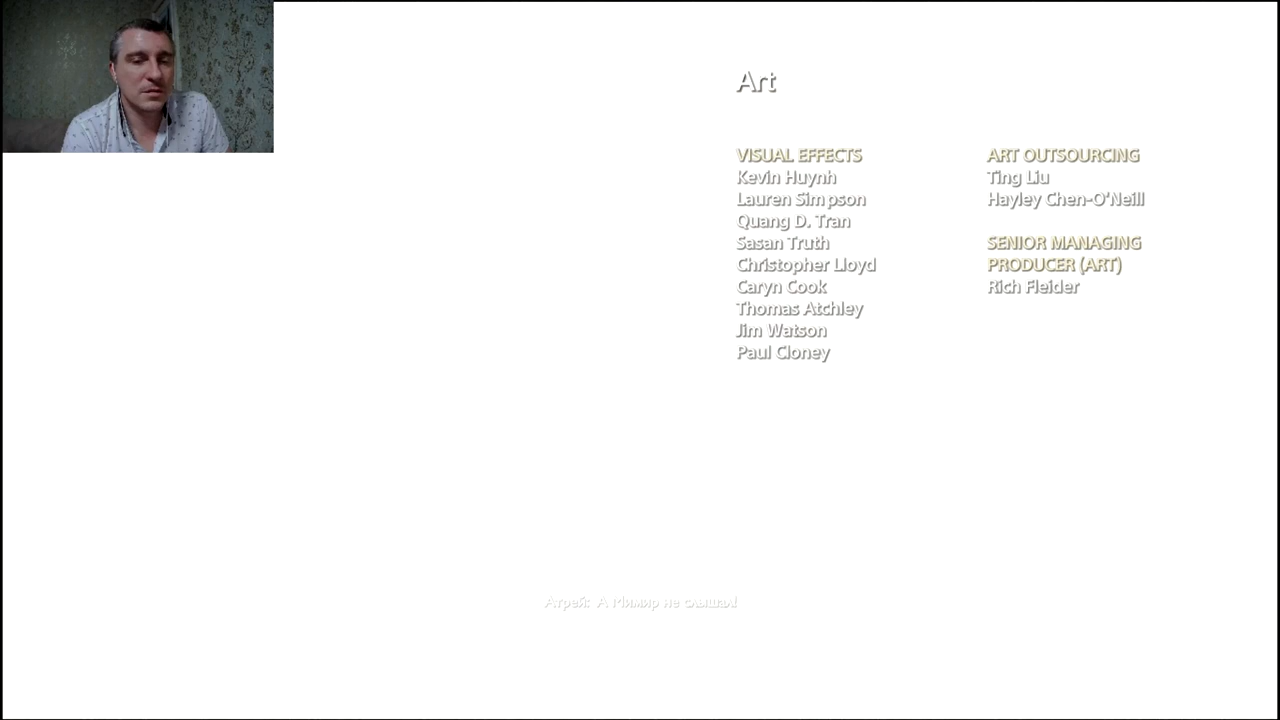 Art
VISUAL EFFECTS
Kevin Huynh
Lauren Simpson
Quang D. Tran
Sasan Truth
Christopher Lloyd
Caryn Cook
Thomas Atchley
Jim Watson
Paul Cloney
ART OUTSOURCING
Ting Liu
Hayley Chen-O'Neill
SENIOR MANAGING
PRODUCER (ART)
Rich Fleider
Атрей: А Мимир не слышал!